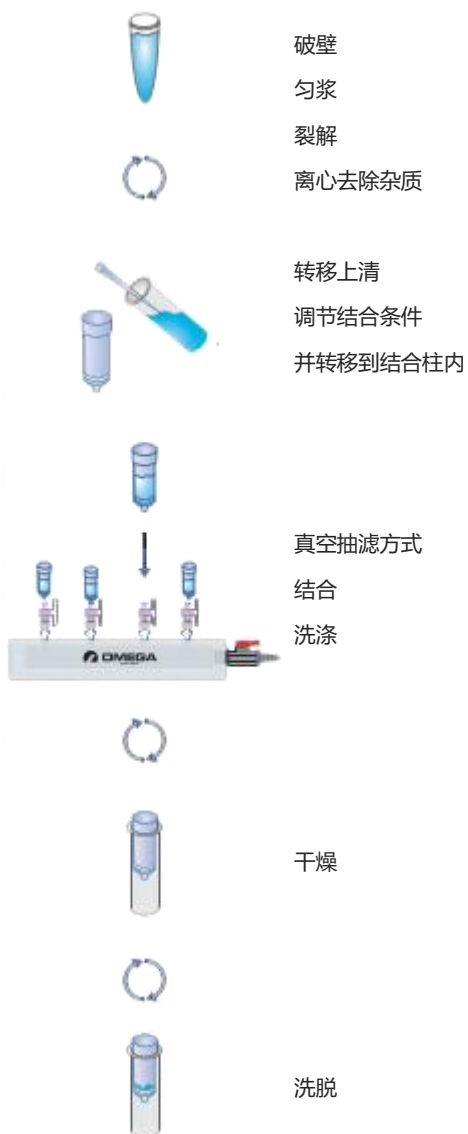 破壁
匀浆
裂解
离心去除杂质
转移上清
调节结合条件
并转移到结合柱内
真空抽滤方式
结合
洗涤
OMEGA
干燥
洗脱